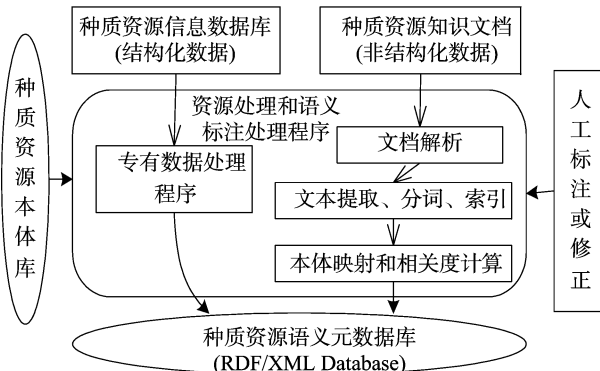 种质资源信息数据库
(结构化数据)
种质资源知识文档
(非结构化数据)
种质资源本体库
资源处理和语义
标注处理程序
专有数据处理
程序
文档解析
文本提取、分词、索引
本体映射和相关度计算
人工标注或修正
种质资源语义元数据库
(RDF/XML Database)